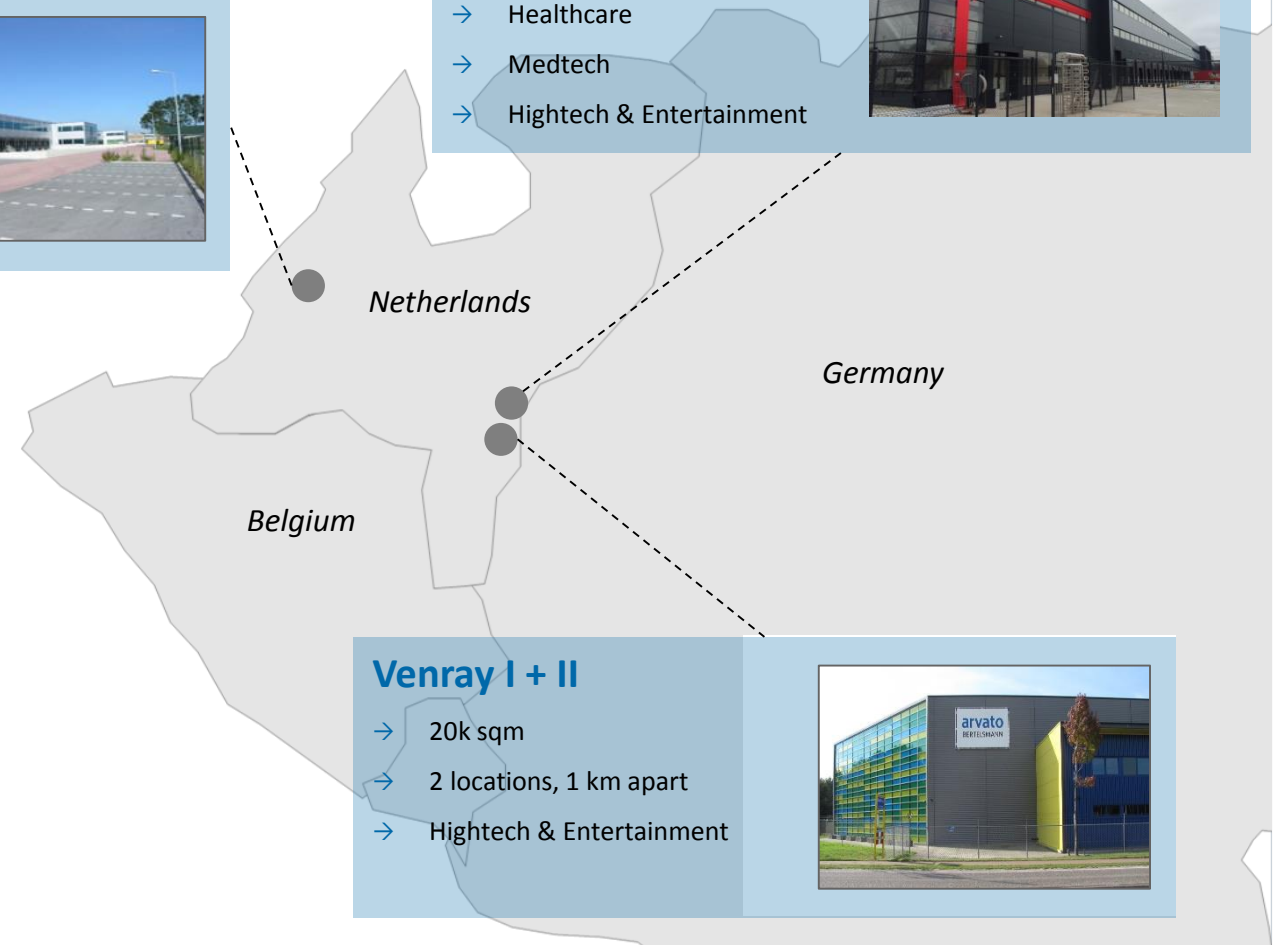 → Healthcare
→ Medtech
→ Hightech & Entertainment
Netherlands
Germany
Belgium
Venray I + II
→ 20k sqm
→ 2 locations, 1 km apart
→ Hightech & Entertainment
arvato
BERTELSMANN